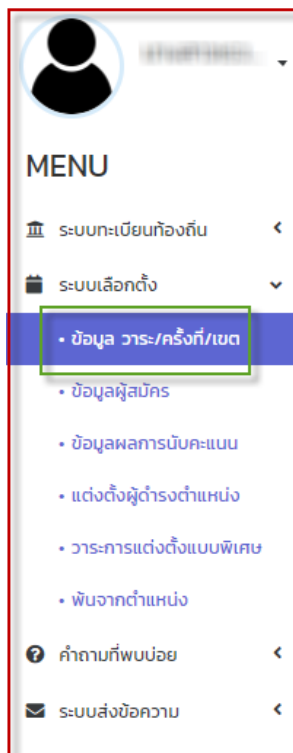 MENU
ระบบทะเบียนท้องถิ่น
ระบบเลือกตั้ง
• ข้อมูล วาระ/ครั้งที่/เขต
• ข้อมูลผู้สมัคร
• ข้อมูลผลการนับคะแนน
• แต่งตั้งผู้ดำรงตำแหน่ง
• วาระการแต่งตั้งแบบพิเศษ
• พ้นจากตำแหน่ง
คำถามที่พบบ่อย
ระบบส่งข้อความ